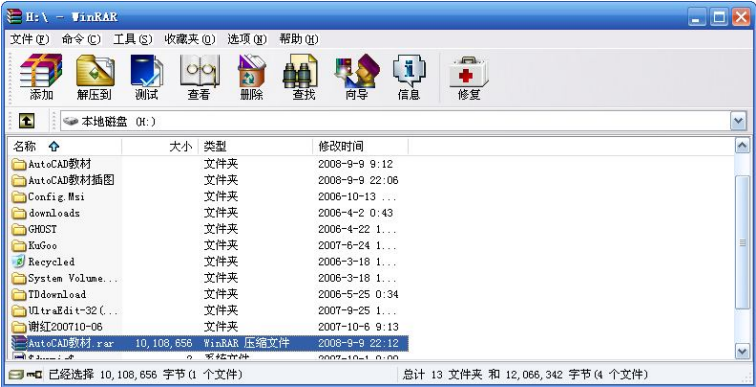 H:\ - WinRAR
文件(F) 命令(C) 工具(S) 收藏夹(O) 选项(N) 帮助(H)
添加 解压到 测试 查看 删除 查找 向导 信息 修复
本地磁盘 (H:)
名称 大小 类型 修改时间
AutoCAD教材 文件夹 2008-9-9 9:12
AutoCAD教材插图 文件夹 2008-9-9 22:06
Config.Msi 文件夹 2006-10-13 ...
downloads 文件夹 2006-4-2 0:43
GHOST 文件夹 2006-4-22 1...
KuGoo 文件夹 2007-6-24 1...
Recycled 文件夹 2006-3-18 1...
System Volume... 文件夹 2006-3-18 1...
TDdownload 文件夹 2006-5-25 0:34
UltraEdit-32(... 文件夹 2007-9-25 1...
谢红200710-06 文件夹 2007-10-6 9:13
AutoCAD教材.rar 10,108,656 WinRAR 压缩文件 2008-9-9 22:12
已经选择 10,108,656 字节(1 个文件) 总计 13 文件夹 和 12,066,342 字节(4 个文件)